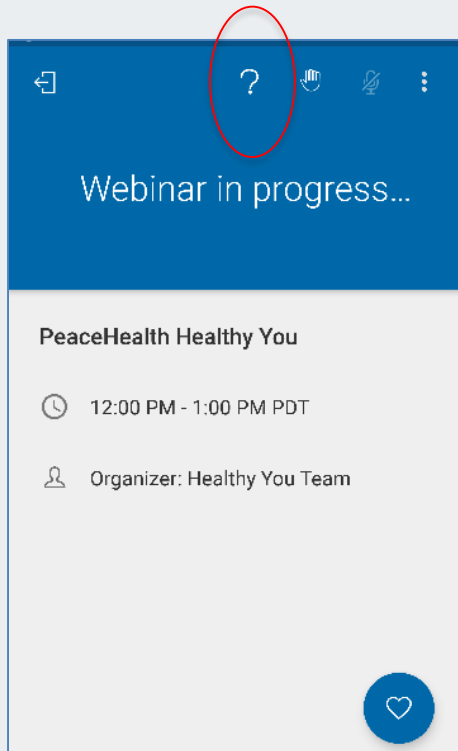 ?
Webinar in progress...
PeaceHealth Healthy You
12:00 PM - 1:00 PM PDT
Organizer: Healthy You Team